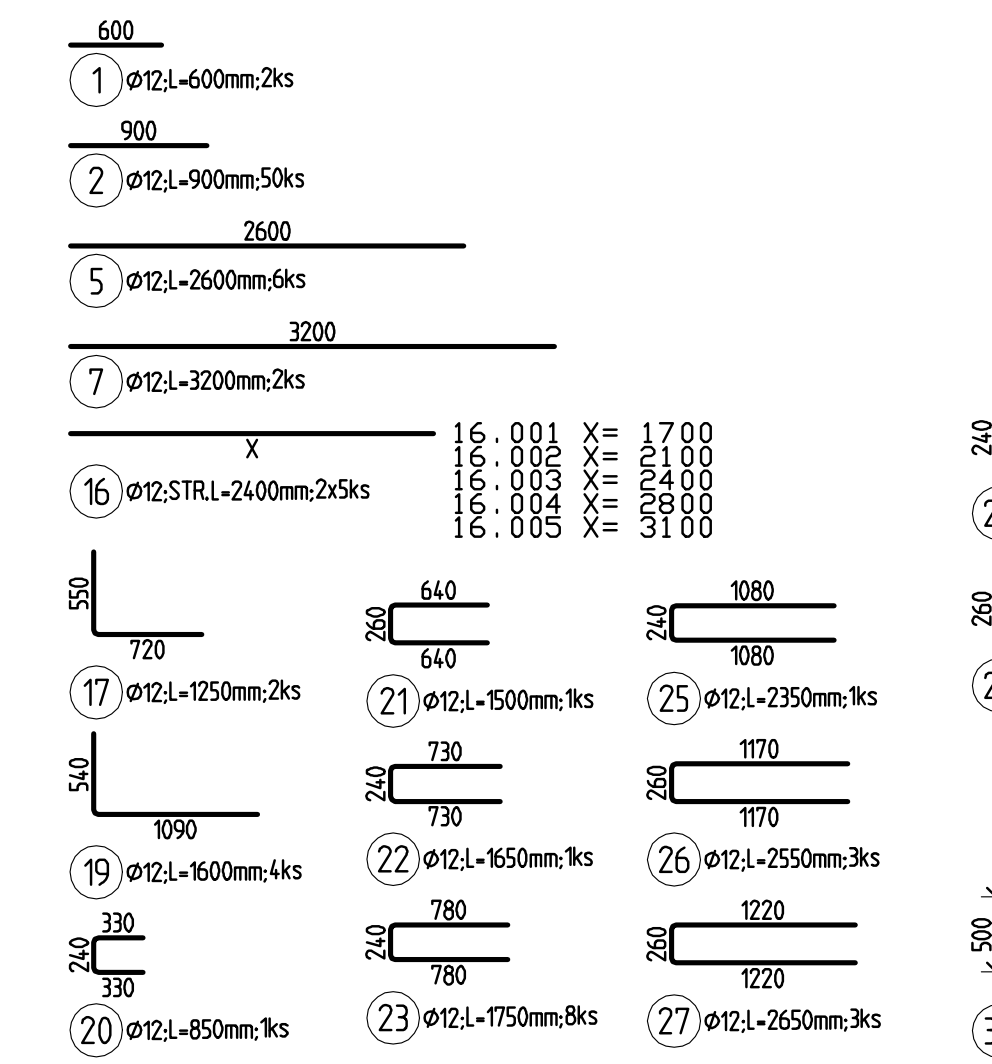 600
1 Ø12;L=600mm;2ks
900
2 Ø12;L=900mm;50ks
2600
5 Ø12;L=2600mm;6ks
3200
7 Ø12;L=3200mm;2ks
X
16 Ø12;STR.L=2400mm;2x5ks
16.001 X= 1700
16.002 X= 2100
16.003 X= 2400
16.004 X= 2800
16.005 X= 3100
550
720
17 Ø12;L=1250mm;2ks
540
1090
19 Ø12;L=1600mm;4ks
330
240
330
20 Ø12;L=850mm;1ks
640
260
640
21 Ø12;L=1500mm;1ks
730
240
730
22 Ø12;L=1650mm;1ks
780
240
780
23 Ø12;L=1750mm;8ks
1080
240
1080
25 Ø12;L=2350mm;1ks
1170
260
1170
26 Ø12;L=2550mm;3ks
1220
260
1220
27 Ø12;L=2650mm;3ks
240
260
500